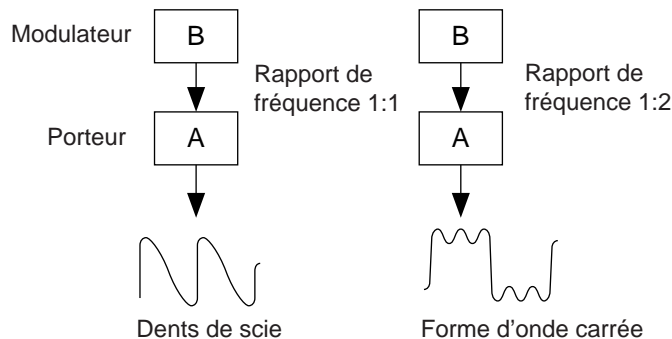 Modulateur
B
B
Rapport de
fréquence 1:1
Rapport de
fréquence 1:2
Porteur
A
A
Dents de scie
Forme d'onde carrée